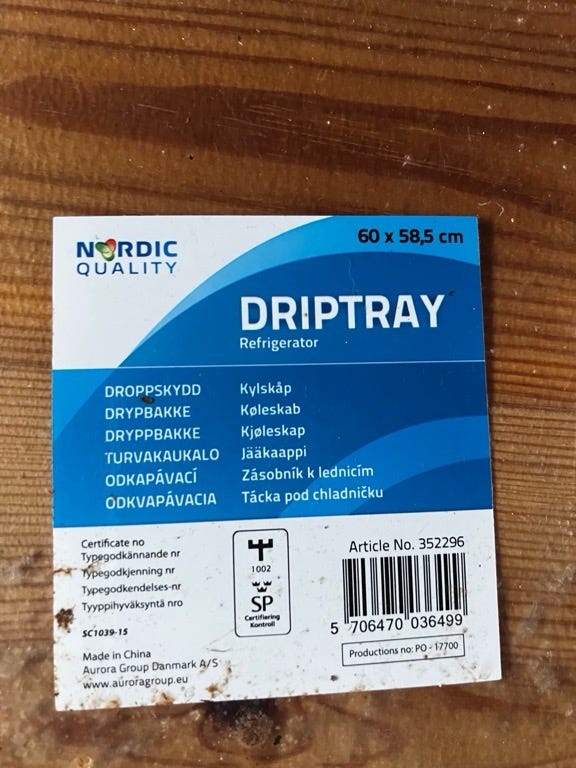 NORDIC
QUALITY
60 x 58,5 cm
DRIPTRAY
Refrigerator
DROPPSKYDD Kylskåp
DRYPBAKKE Køleskab
DRYPPBAKKE Kjøleskap
TURVAKAUKALO Jääkaappi
ODKAPÁVACÍ Zásobník k lednicím
ODKVAPÁVACIA Tácka pod chladničku
Certificate no
Typegodkännande nr
Typegodkjenning nr
Typegodkendelses-nr
Tyyppihyväksyntä nro
SC1039-15
Made in China
Aurora Group Danmark A/S
www.auroragroup.eu
1002
SP
Certifiering
Kontroll
Article No. 352296
5 706470 036499
Productions no: PO - 17700